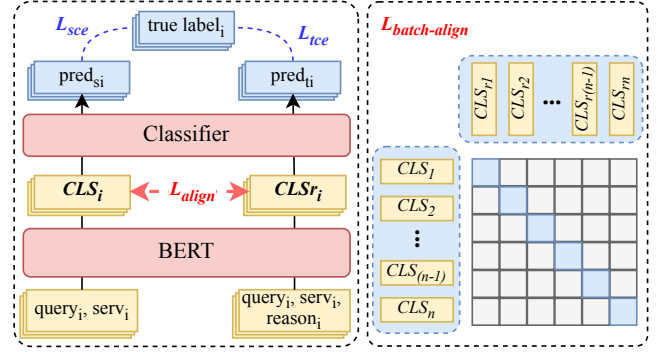 L_sce
true label_i
L_tce
pred_si
pred_ti
Classifier
CLS_i
L_align
CLSr_i
BERT
query_i, serv_i
query_i, serv_i,
reason_i
L_batch-align
CLS_r1
CLS_r2
...
CLS_r(n-1)
CLS_rn
CLS_1
CLS_2
...
CLS_(n-1)
CLS_n